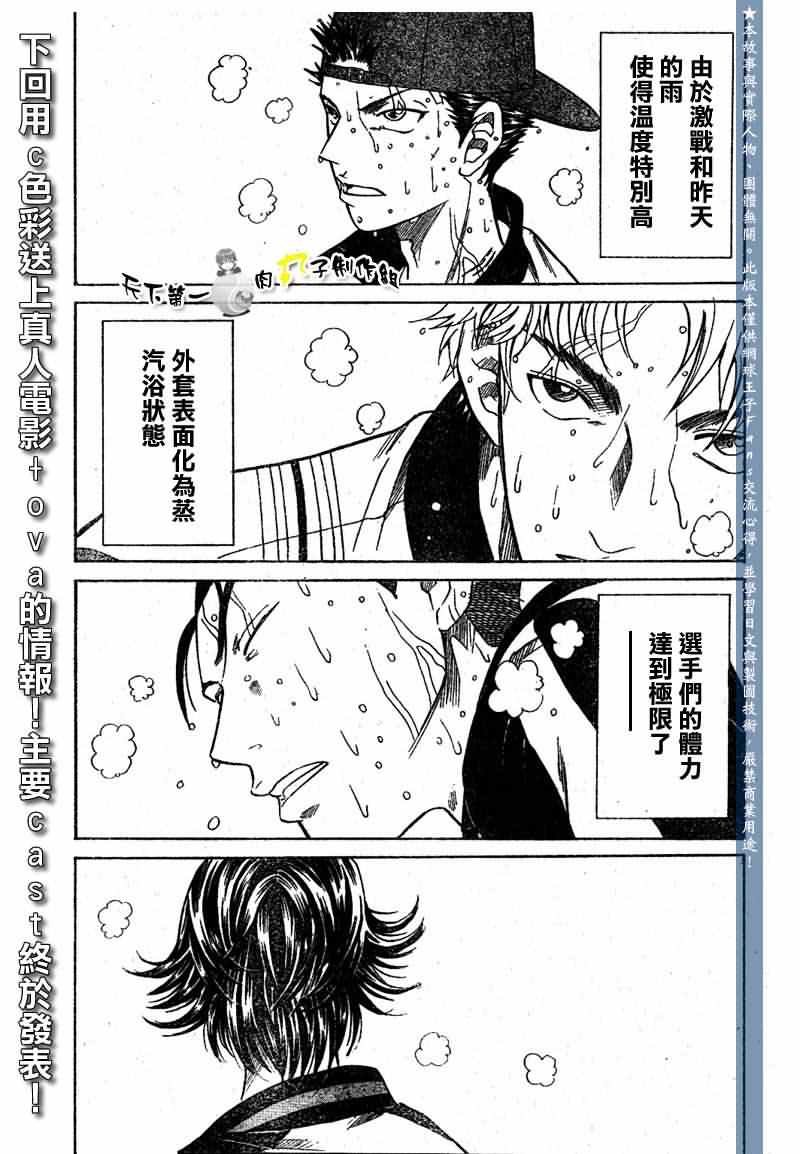 ★本故事與實際人物、團體無關。此版本僅供網球王子Fans交流心得，並學習日文與製圖技術，嚴禁商業用途！
由於激戰和昨天
的雨
使得溫度特別高
天下第一
肉丸子制作組
外套表面化為蒸
汽浴狀態
選手們的體力
達到極限了
——
下回用c色彩送上真人電影tova的情報！主要cast終於發表！